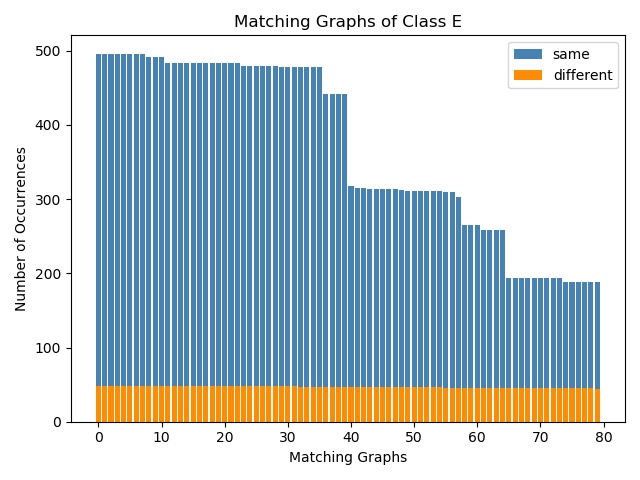 Matching Graphs of Class E
same
different
Number of Occurrences
500
400
300
200
100
0
0 10 20 30 40 50 60 70 80
Matching Graphs